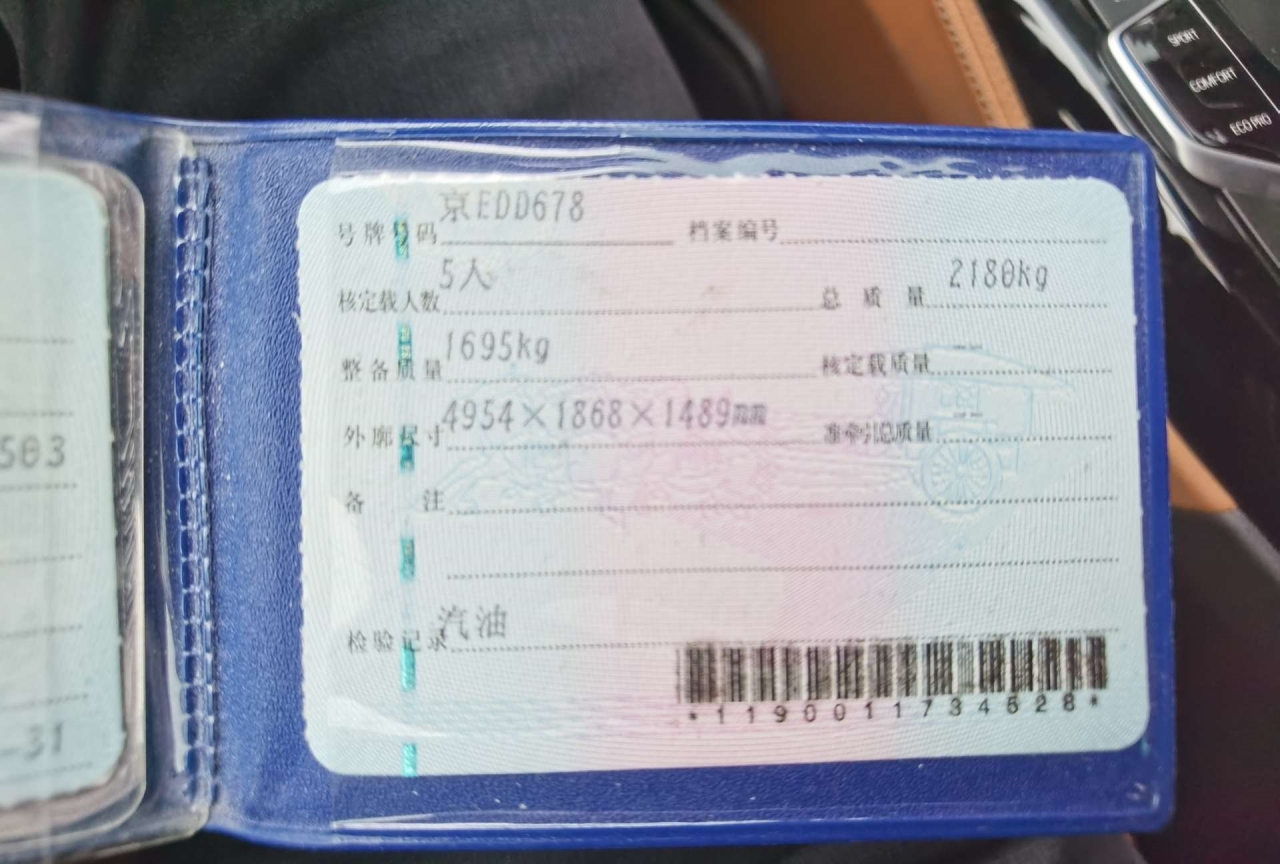 SPORT
COMFORT
ECO PRO
号牌号码 京EDD678 档案编号
核定载人数 5人 总质量 2180kg
整备质量 1695kg 核定载质量
外廓尺寸 4954×1868×1489mm 准牵引总质量
备注
检验记录 汽油
*1190011734628*
503
-31